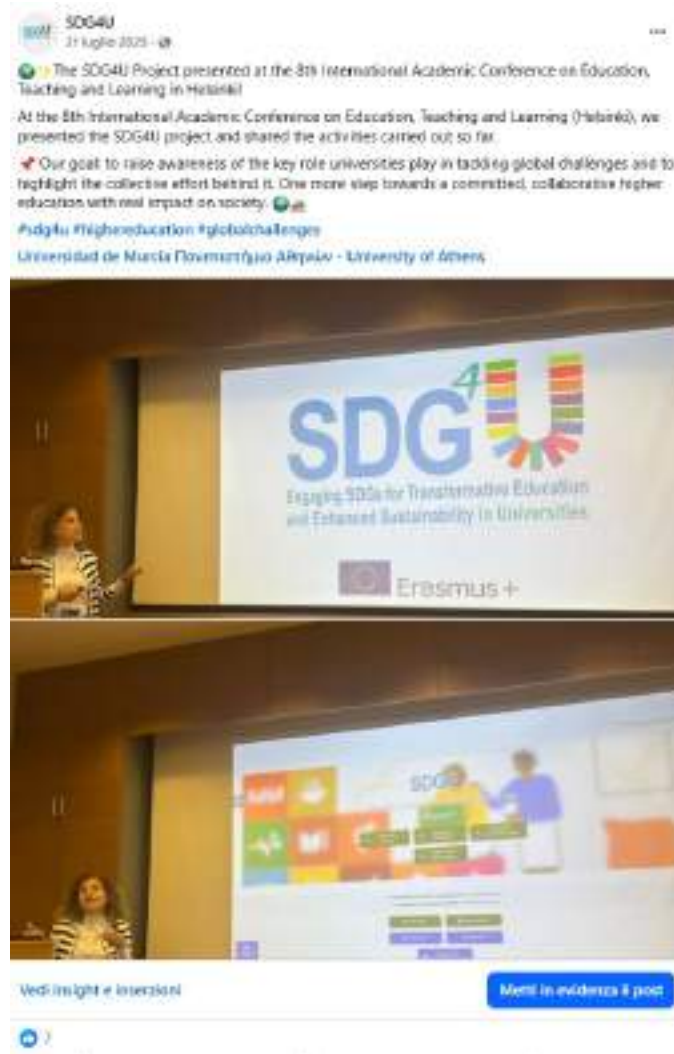 SDG4U
21 luglio 2025
The SDG4U Project presented at the 8th International Academic Conference on Education,
Teaching and Learning in Helsinki!
At the 8th International Academic Conference on Education, Teaching and Learning (Helsinki), we
presented the SDG4U project and shared the activities carried out so far.
Our goal: to raise awareness of the key role universities play in tackling global challenges and to
highlight the collective effort behind it. One more step towards a committed, collaborative higher
education with real impact on society.
#sdg4u #highereducation #globalchallenges
Universidad de Murcia Πανεπιστήμιο Αθηνών - University of Athens
SDG4U
Engaging SDGs for Transformative Education
and Enhanced Sustainability in Universities
Erasmus+
Vedi insight e inserzioni
Metti in evidenza il post
7